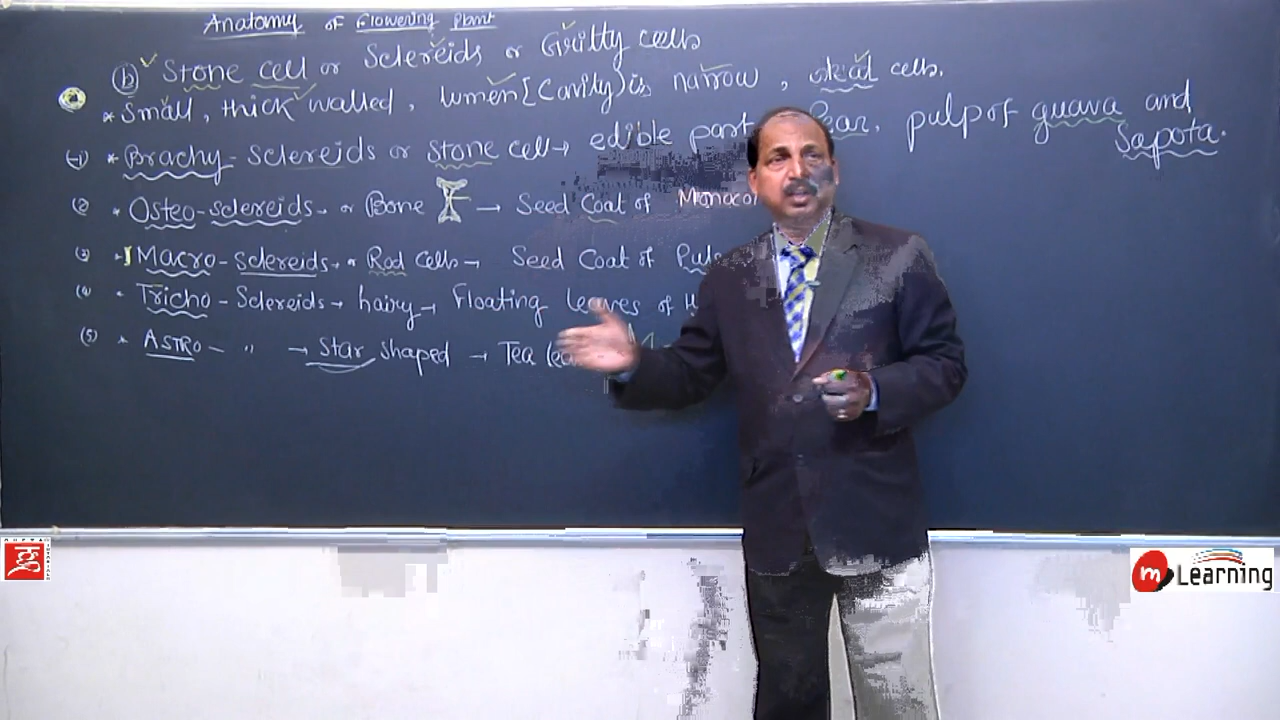 Anatomy of Flowering Plant
(b) Stone cell or Sclereids or Gritty cells
* Small, thick walled, lumen [Cavity) is narrow, dead cells.
(1) * Brachy-sclereids or stone cell → edible part Pear, pulp of guava and Sapota.
(2) * Osteo-sclereids → or Bone → Seed Coat of Monocot
(3) * Macro-sclereids → or Rod Cells → Seed Coat of
(4) * Tricho-Sclereids → hairy → Floating leaves of
(5) * ASTRO - " → Star shaped → Tea
m Learning